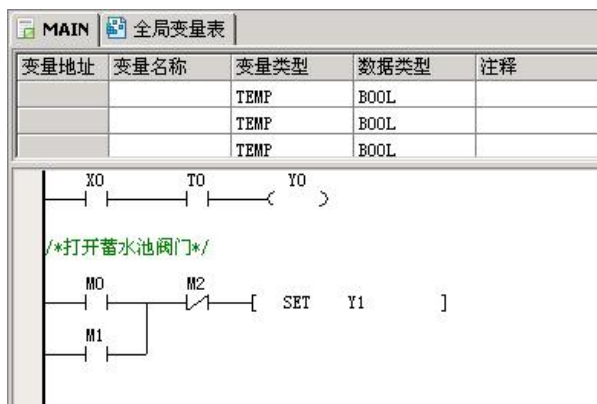 MAIN 全局变量表
变量地址 变量名称 变量类型 数据类型 注释
TEMP BOOL
TEMP BOOL
TEMP BOOL
X0 T0 Y0
/*打开蓄水池阀门*/
M0 M2
[ SET Y1 ]
M1